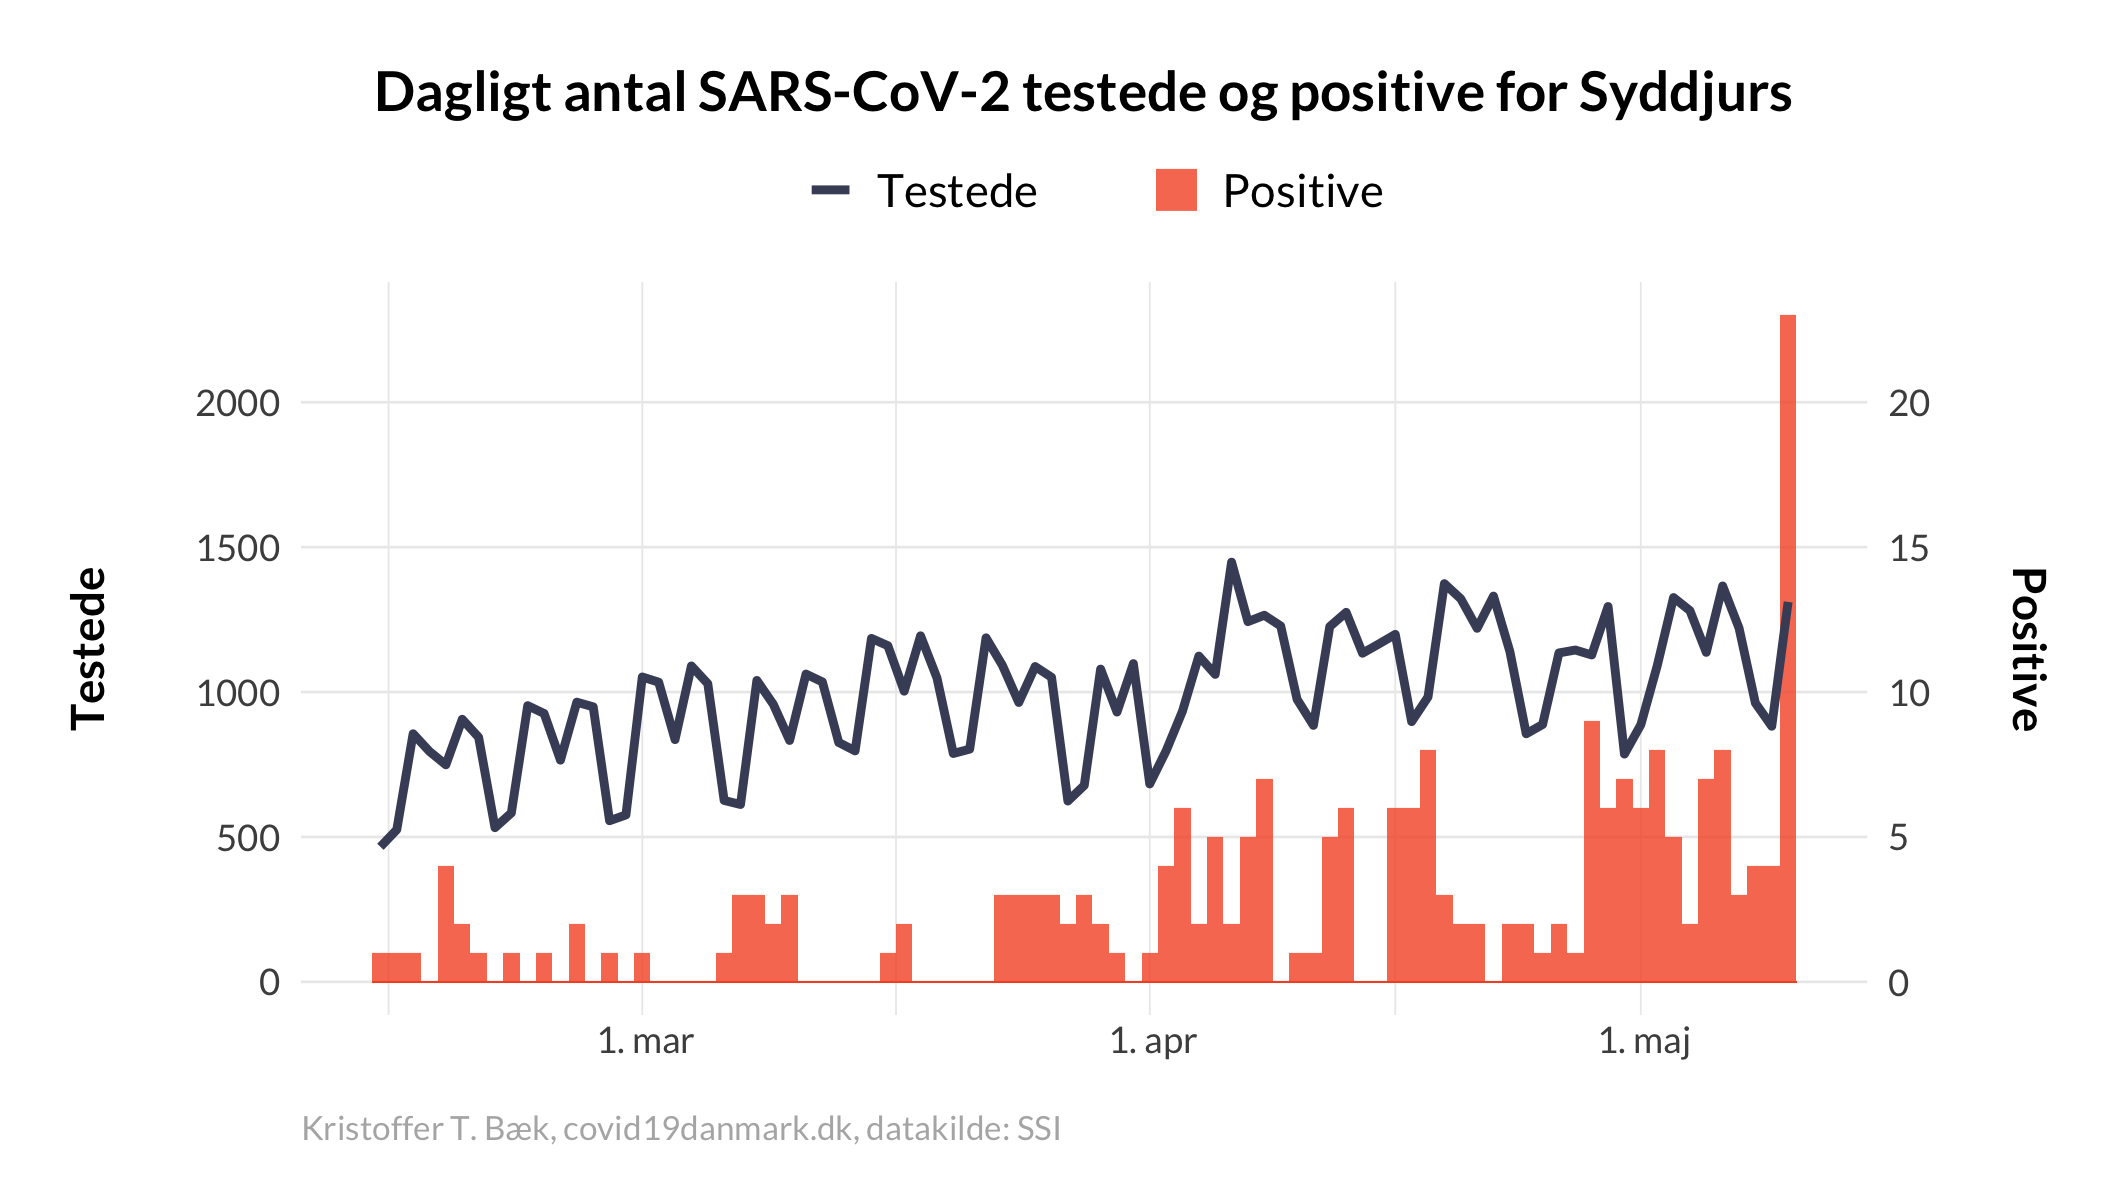 Dagligt antal SARS-CoV-2 testede og positive for Syddjurs
Testede Positive
2000 20
1500 15
1000 10
500 5
0 0
Testede
Positive
1. mar 1. apr 1. maj
Kristoffer T. Bæk, covid19danmark.dk, datakilde: SSI